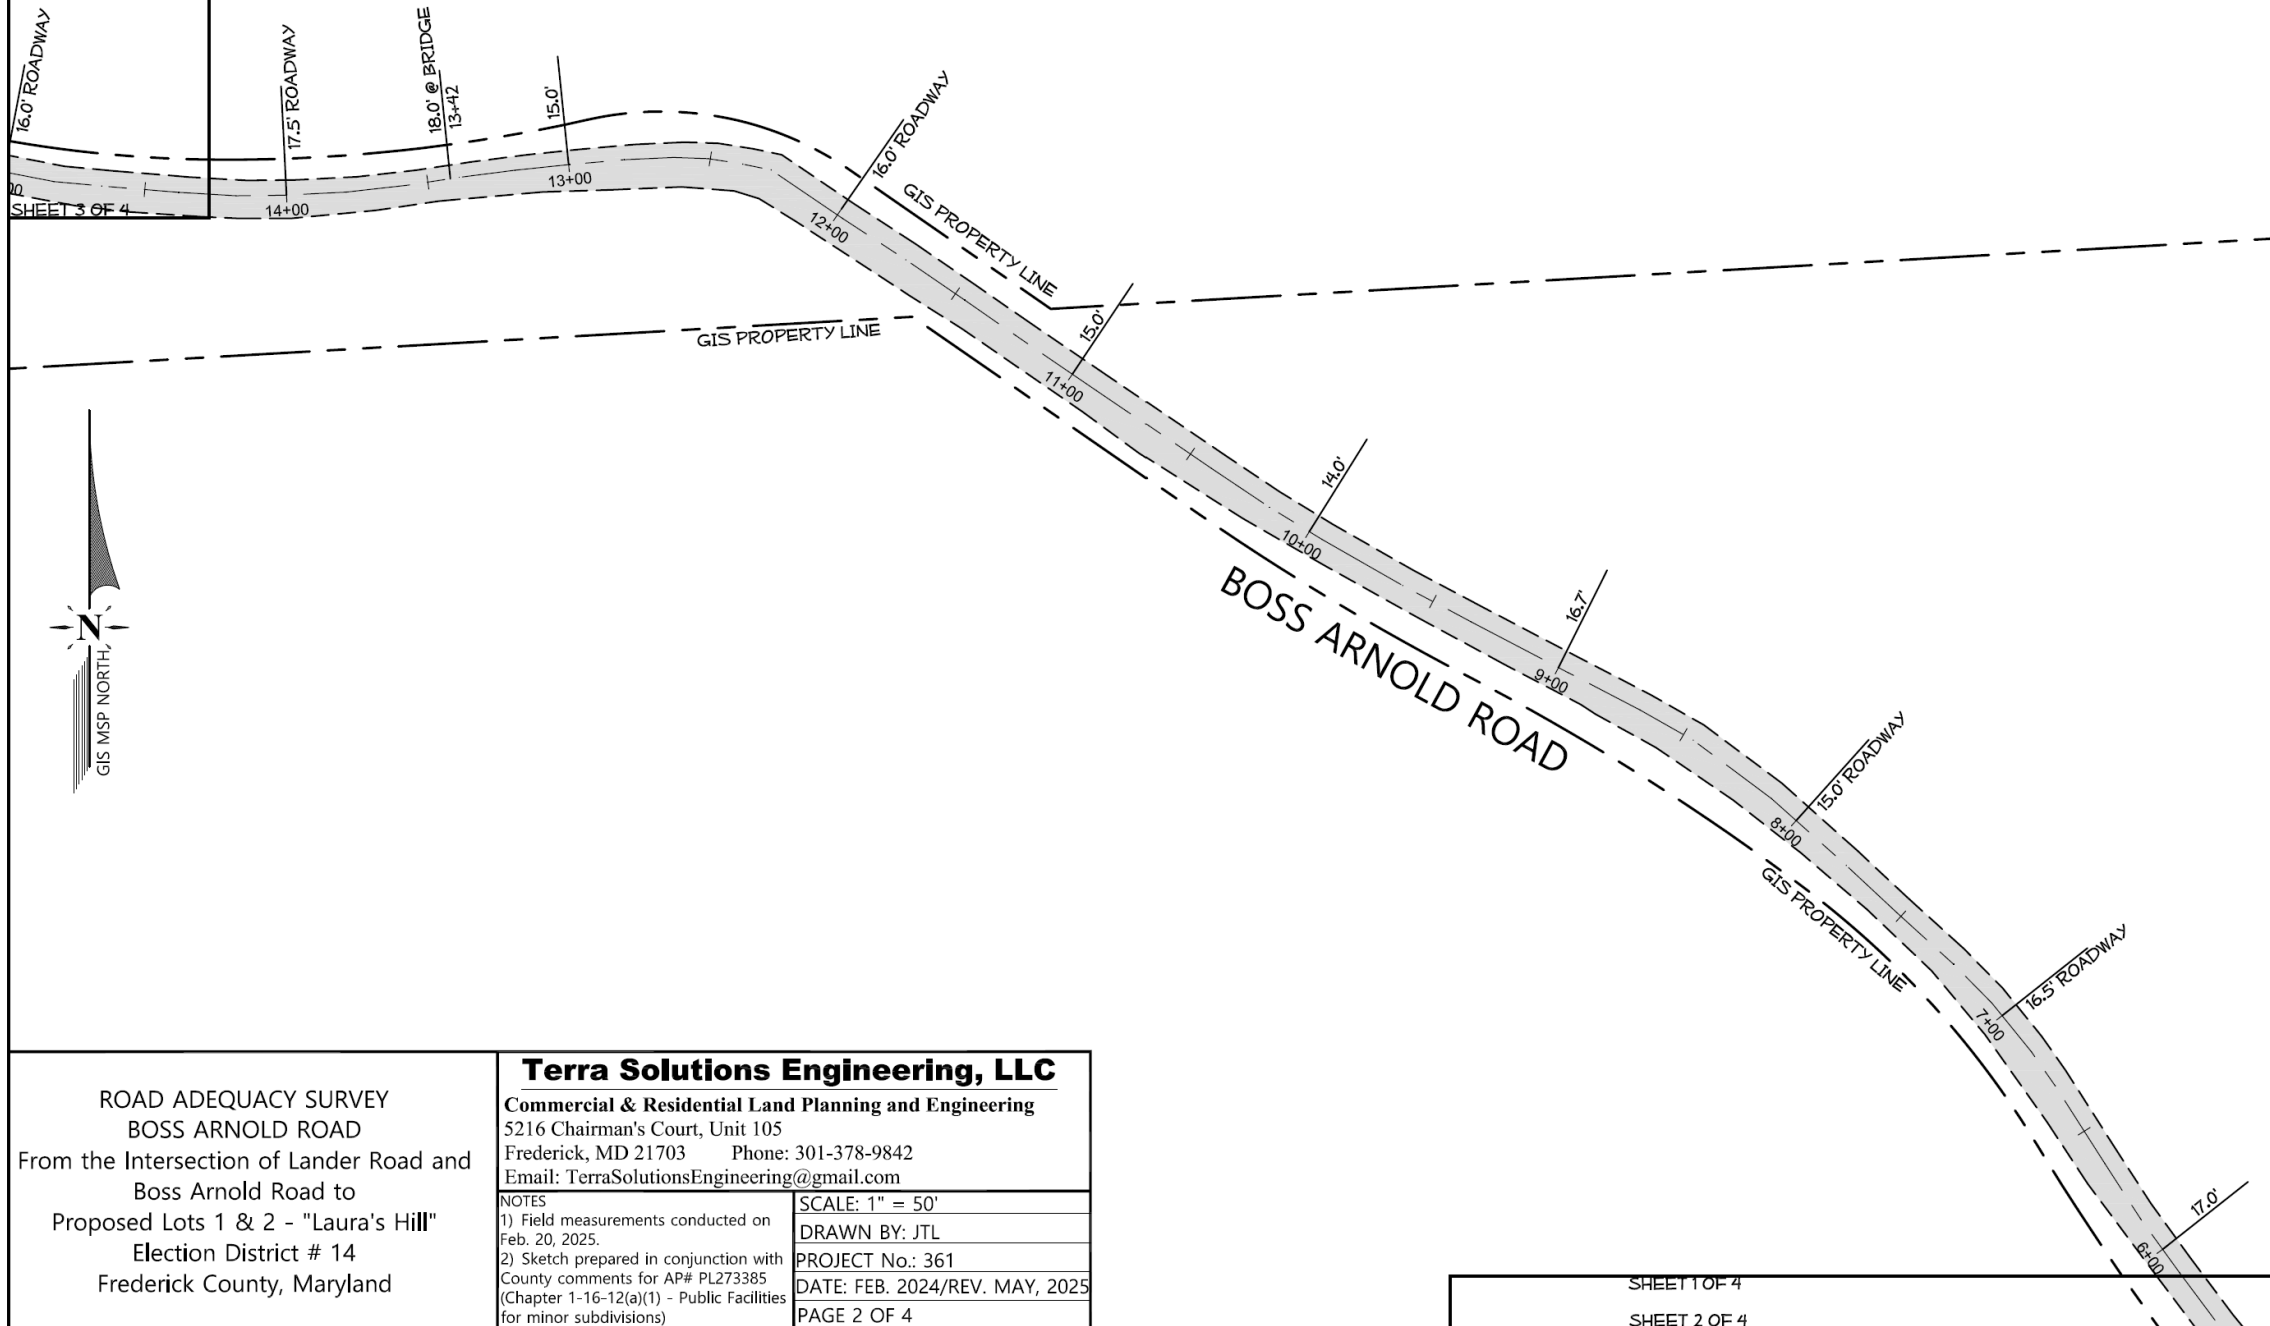 16.0' ROADWAY
17.5' ROADWAY
18.0' @ BRIDGE
13+42
15.0'
16.0' ROADWAY
00
SHEET 3 OF 4
14+00
13+00
12+00
GIS PROPERTY LINE
GIS PROPERTY LINE
15.0'
11+00
14.0'
10+00
BOSS ARNOLD ROAD
16.7'
9+00
15.0' ROADWAY
8+00
GIS PROPERTY LINE
16.5' ROADWAY
7+00
17.0'
6+00
N
GIS MSP NORTH
ROAD ADEQUACY SURVEY
BOSS ARNOLD ROAD
From the Intersection of Lander Road and
Boss Arnold Road to
Proposed Lots 1 & 2 - "Laura's Hill"
Election District # 14
Frederick County, Maryland
Terra Solutions Engineering, LLC
Commercial & Residential Land Planning and Engineering
5216 Chairman's Court, Unit 105
Frederick, MD 21703 Phone: 301-378-9842
Email: TerraSolutionsEngineering@gmail.com
NOTES
1) Field measurements conducted on
Feb. 20, 2025.
2) Sketch prepared in conjunction with
County comments for AP# PL273385
(Chapter 1-16-12(a)(1) - Public Facilities
for minor subdivisions)
SCALE: 1" = 50'
DRAWN BY: JTL
PROJECT No.: 361
DATE: FEB. 2024/REV. MAY, 2025
PAGE 2 OF 4
SHEET 1 OF 4
SHEET 2 OF 4